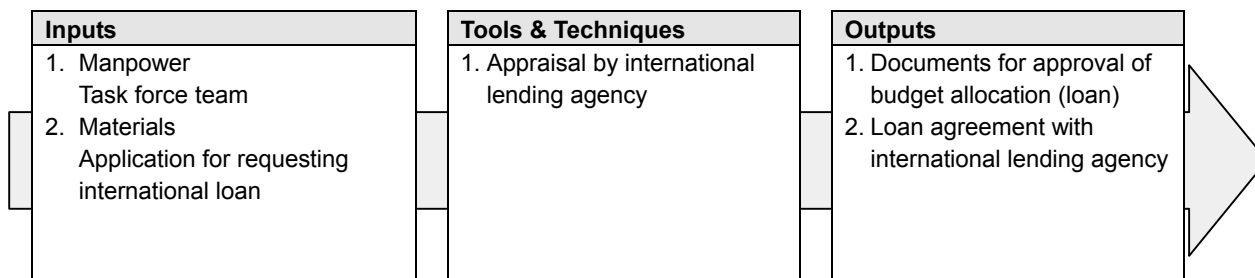 Inputs
1. Manpower
Task force team
2. Materials
Application for requesting
international loan
Tools & Techniques
1. Appraisal by international
lending agency
Outputs
1. Documents for approval of
budget allocation (loan)
2. Loan agreement with
international lending agency